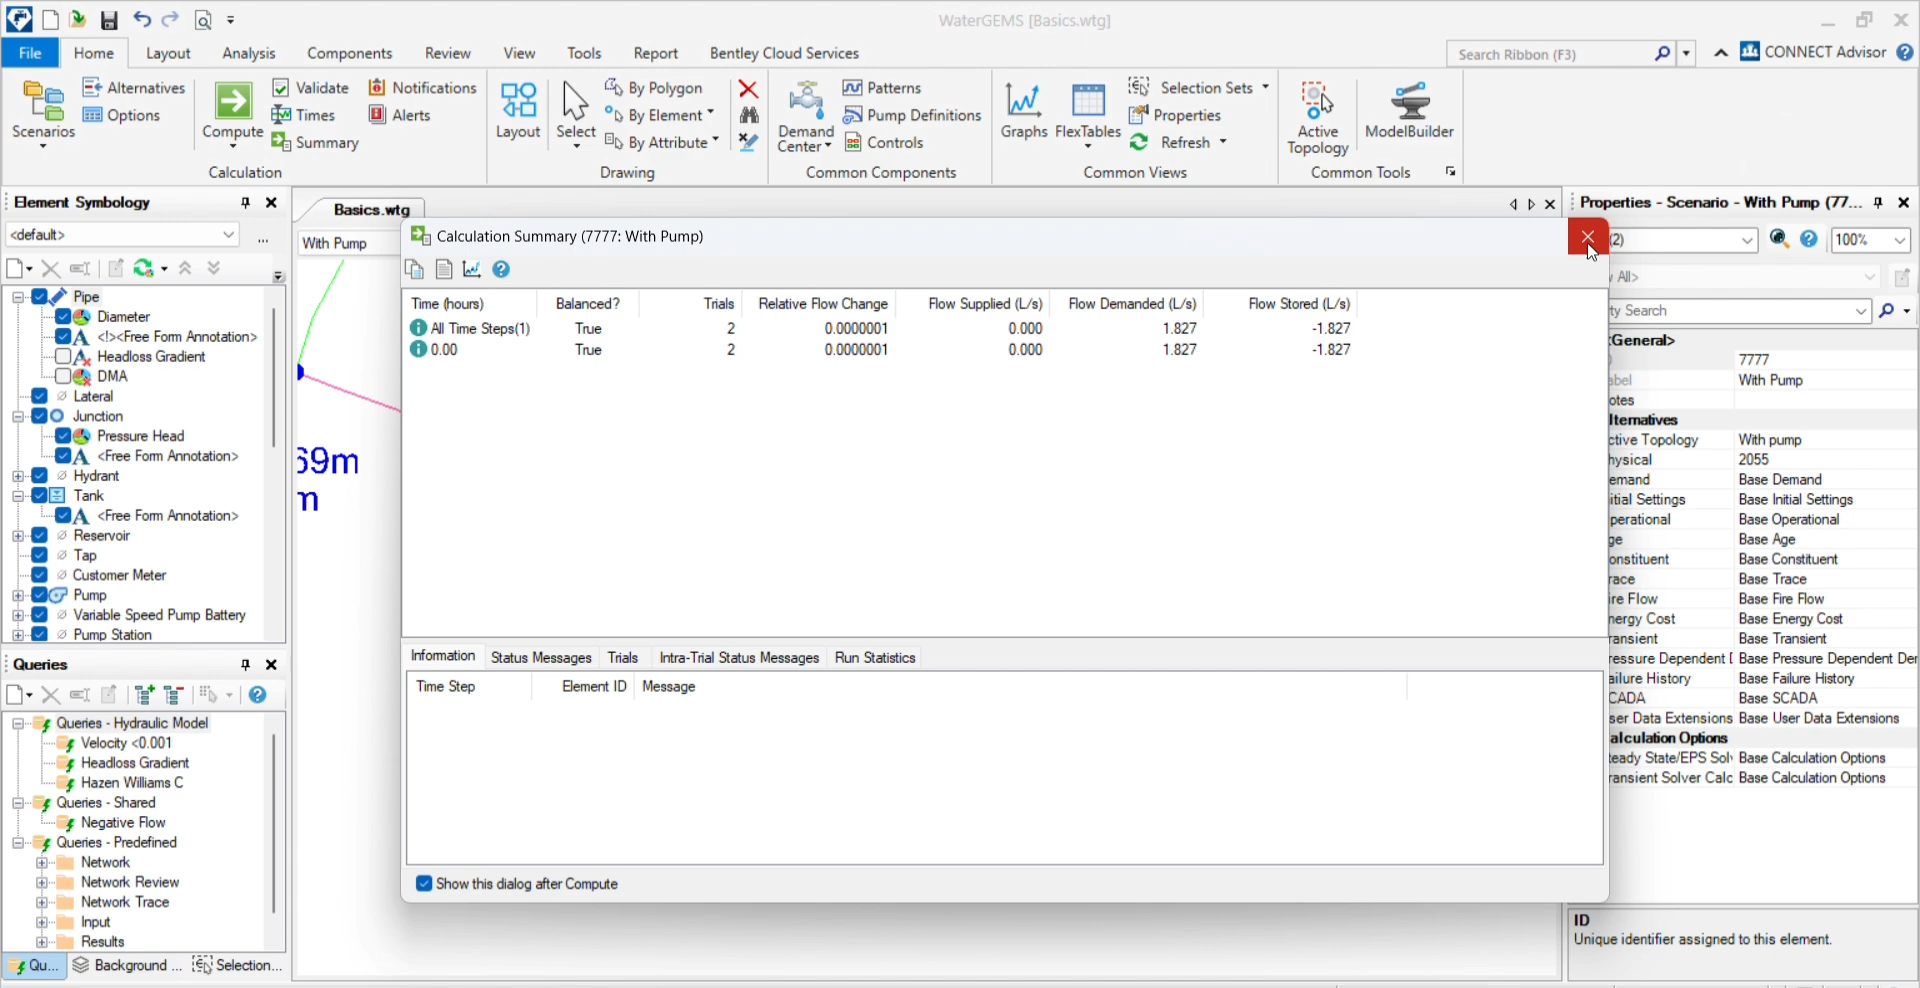 WaterGEMS [Basics.wtg]
File Home Layout Analysis Components Review View Tools Report Bentley Cloud Services
Search Ribbon (F3)
CONNECT Advisor
Scenarios
Alternatives
Options
Compute
Validate
Times
Summary
Notifications
Alerts
Calculation
Layout
Select
By Polygon
By Element
By Attribute
Drawing
Demand
Center
Patterns
Pump Definitions
Controls
Common Components
Graphs
FlexTables
Selection Sets
Properties
Refresh
Common Views
Active
Topology
ModelBuilder
Common Tools
Element Symbology
<default>
...
Pipe
Diameter
<!><Free Form Annotation>
Headloss Gradient
DMA
Lateral
Junction
Pressure Head
<Free Form Annotation>
Hydrant
Tank
<Free Form Annotation>
Reservoir
Tap
Customer Meter
Pump
Variable Speed Pump Battery
Pump Station
Queries
Queries - Hydraulic Model
Velocity <0.001
Headloss Gradient
Hazen Williams C
Queries - Shared
Negative Flow
Queries - Predefined
Network
Network Review
Network Trace
Input
Results
Qu... Background ... Selection...
Basics.wtg
With Pump
69m
m
Calculation Summary (7777: With Pump)
Time (hours) Balanced? Trials Relative Flow Change Flow Supplied (L/s) Flow Demanded (L/s) Flow Stored (L/s)
All Time Steps(1) True 2 0.0000001 0.000 1.827 -1.827
0.00 True 2 0.0000001 0.000 1.827 -1.827
Information Status Messages Trials Intra-Trial Status Messages Run Statistics
Time Step Element ID Message
Show this dialog after Compute
Properties - Scenario - With Pump (77...
(2)
100%
All>
ty Search
General>
7777
abel With Pump
otes
lternatives
ctive Topology With pump
hysical 2055
emand Base Demand
itial Settings Base Initial Settings
perational Base Operational
ge Base Age
onstituent Base Constituent
race Base Trace
ire Flow Base Fire Flow
nergy Cost Base Energy Cost
ransient Base Transient
ressure Dependent [ Base Pressure Dependent Der
ailure History Base Failure History
CADA Base SCADA
ser Data Extensions Base User Data Extensions
alculation Options
teady State/EPS Solv Base Calculation Options
ransient Solver Calc Base Calculation Options
ID
Unique identifier assigned to this element.